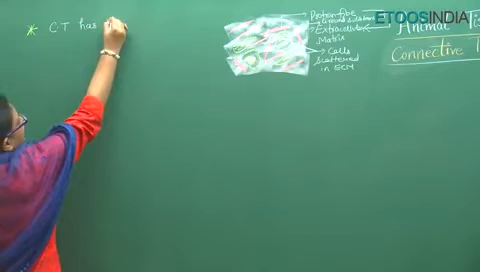 * CT has
Protein fibre
Ground substance
→ Extracellular
Matrix
→ Cells
scattered
in ECM
ETOOSINDIA
Animal
Connective